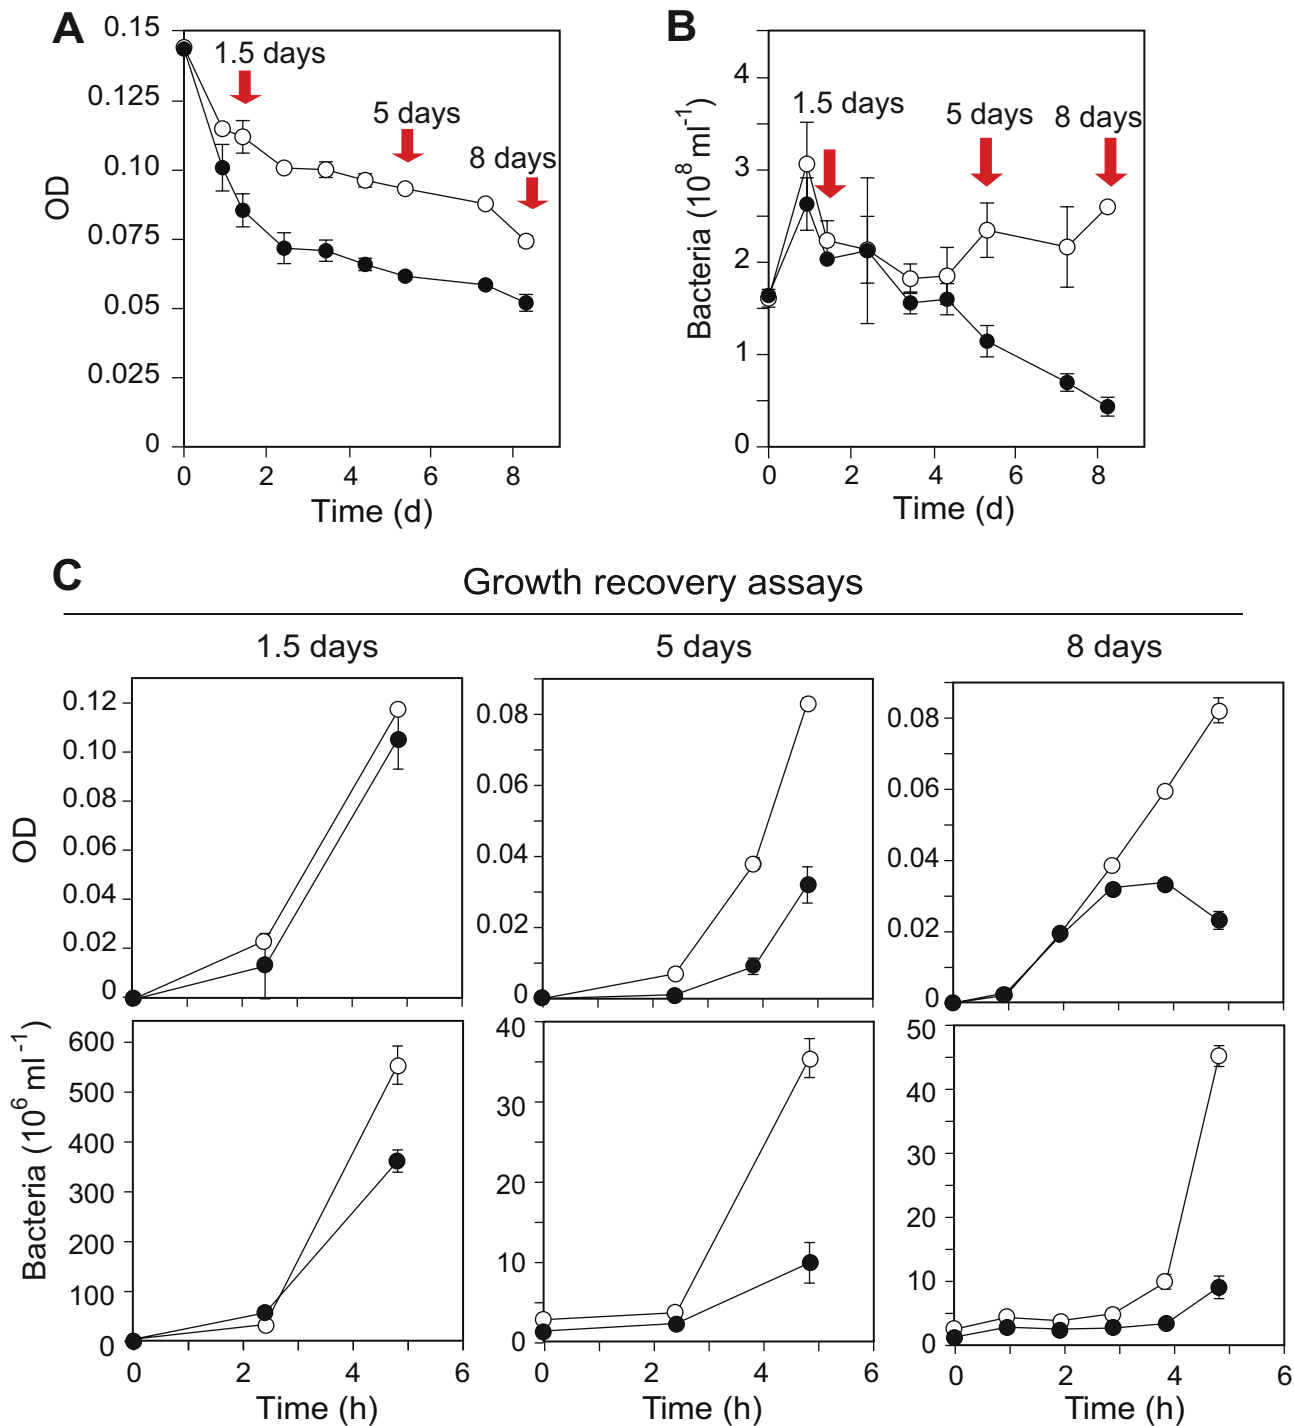 A
0.15
0.125
0.10
0.075
0.05
0.025
0
OD
1.5 days
5 days
8 days
0 2 4 6 8
Time (d)
B
4
3
2
1
0
Bacteria (10⁸ ml⁻¹)
1.5 days
5 days
8 days
0 2 4 6 8
Time (d)
C
Growth recovery assays
1.5 days
5 days
8 days
OD
0.12
0.10
0.08
0.06
0.04
0.02
0
0.08
0.06
0.04
0.02
0
0.08
0.06
0.04
0.02
0
Bacteria (10⁶ ml⁻¹)
600
500
400
300
200
100
0
0 2 4 6
Time (h)
40
30
20
10
0
0 2 4 6
Time (h)
50
40
30
20
10
0
0 2 4 6
Time (h)